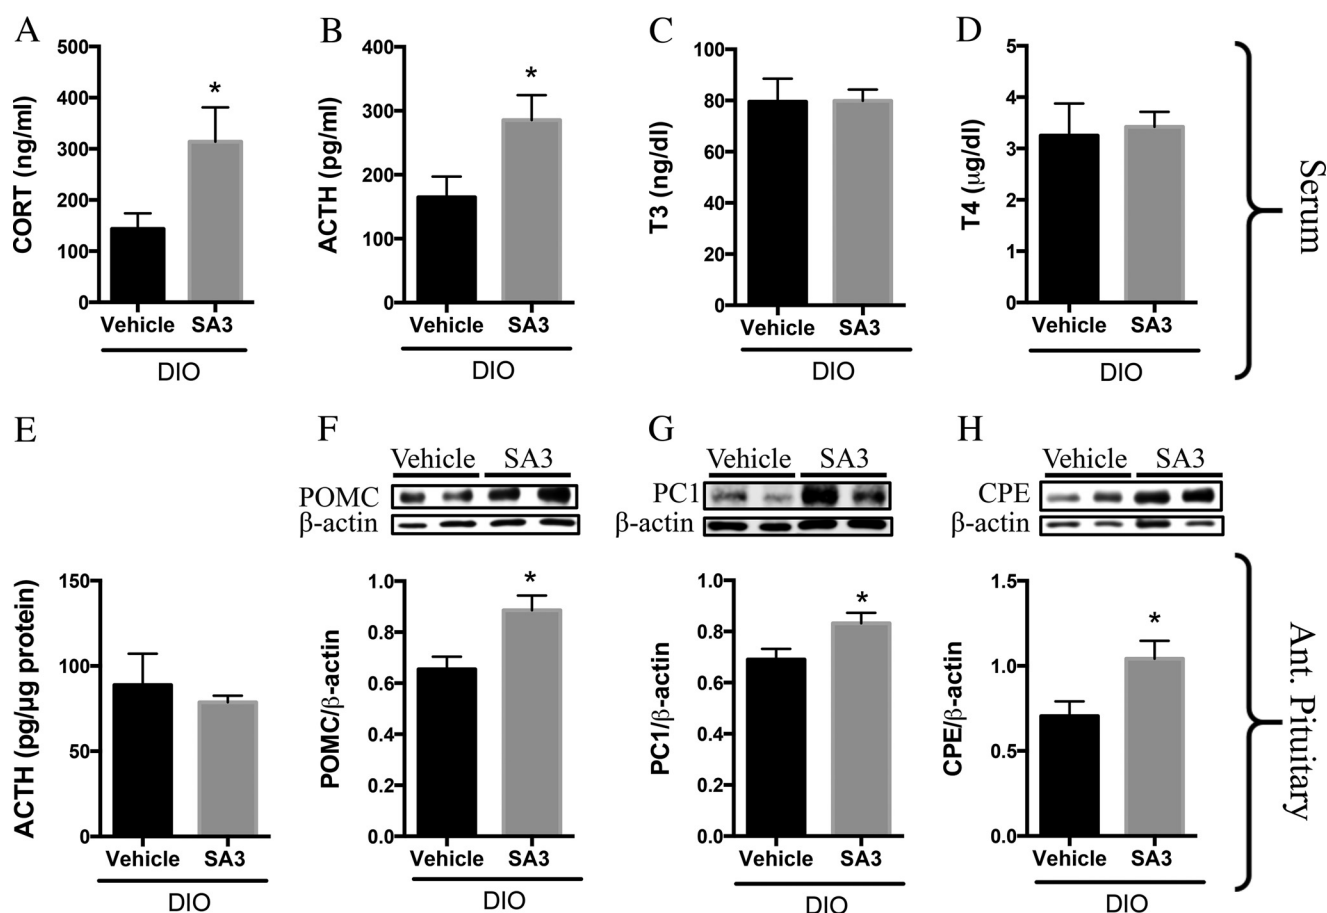 A
CORT (ng/ml)
500
400
300
200
100
0
*
Vehicle SA3
DIO
B
ACTH (pg/ml)
400
300
200
100
0
*
Vehicle SA3
DIO
C
T3 (ng/dl)
100
80
60
40
20
0
Vehicle SA3
DIO
D
T4 (μg/dl)
5
4
3
2
1
0
Vehicle SA3
DIO
Serum
E
ACTH (pg/μg protein)
150
100
50
0
Vehicle SA3
DIO
F
Vehicle SA3
POMC
β-actin
POMC/β-actin
1.0
0.8
0.6
0.4
0.2
0.0
*
Vehicle SA3
DIO
G
Vehicle SA3
PC1
β-actin
PC1/β-actin
1.0
0.8
0.6
0.4
0.2
0.0
*
Vehicle SA3
DIO
H
Vehicle SA3
CPE
β-actin
CPE/β-actin
1.5
1.0
0.5
0.0
*
Vehicle SA3
DIO
Ant. Pituitary